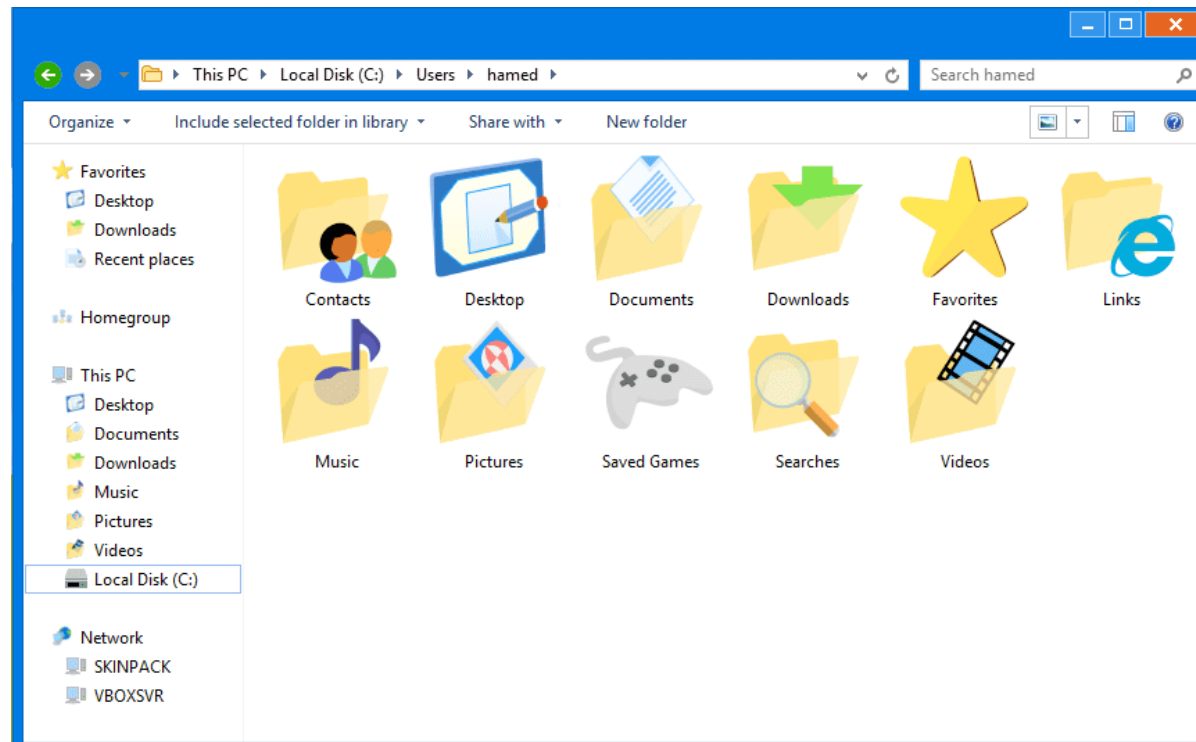 This PC Local Disk (C:) Users hamed
Search hamed
Organize Include selected folder in library Share with New folder
Favorites
Desktop
Downloads
Recent places
Homegroup
This PC
Desktop
Documents
Downloads
Music
Pictures
Videos
Local Disk (C:)
Network
SKINPACK
VBOXSVR
Contacts Desktop Documents Downloads Favorites Links
Music Pictures Saved Games Searches Videos